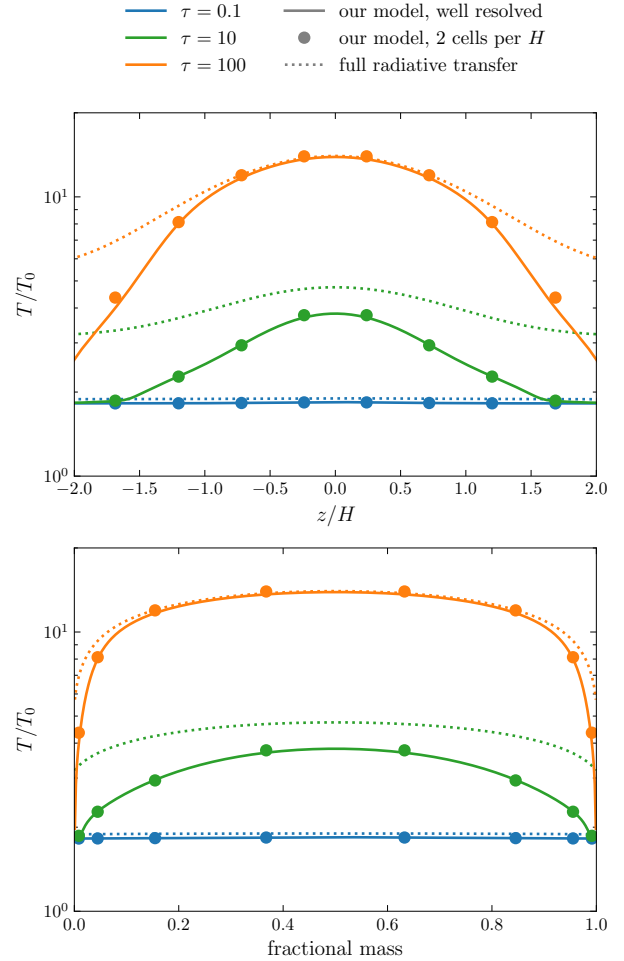 τ = 0.1
τ = 10
τ = 100
our model, well resolved
our model, 2 cells per H
full radiative transfer
T/T₀
10¹
10⁰
−2.0 −1.5 −1.0 −0.5 0.0 0.5 1.0 1.5 2.0
z/H
T/T₀
10¹
10⁰
0.0 0.2 0.4 0.6 0.8 1.0
fractional mass